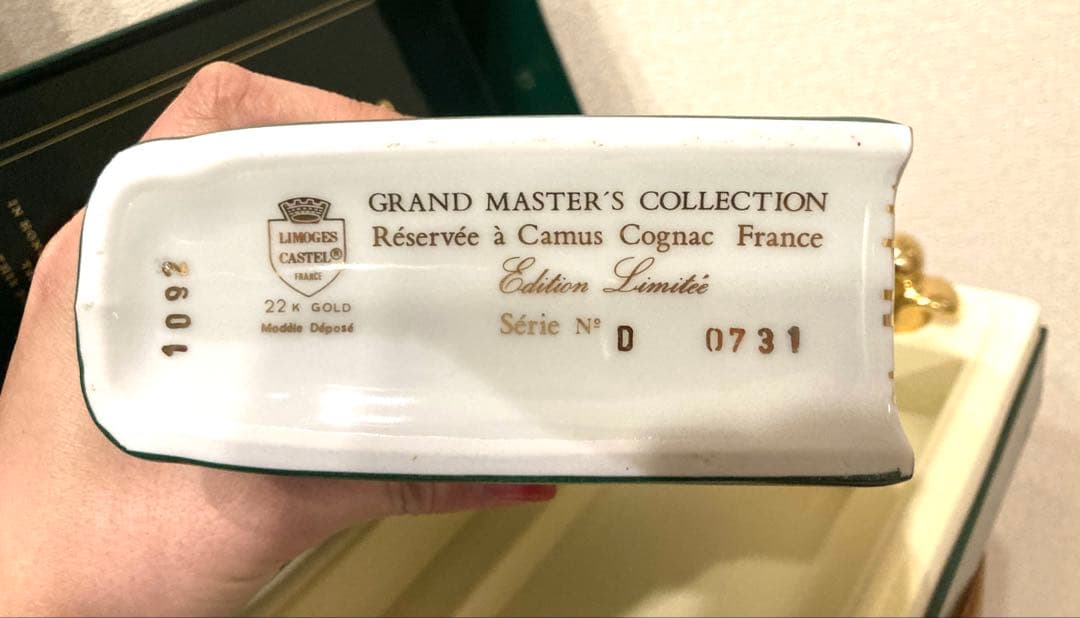 GRAND MASTER´S COLLECTION
Réservée à Camus Cognac France
Edition Limitée
Série Nº D 0731
LIMOGES
CASTEL®
FRANCE
22 K GOLD
Modèle Déposé
1092